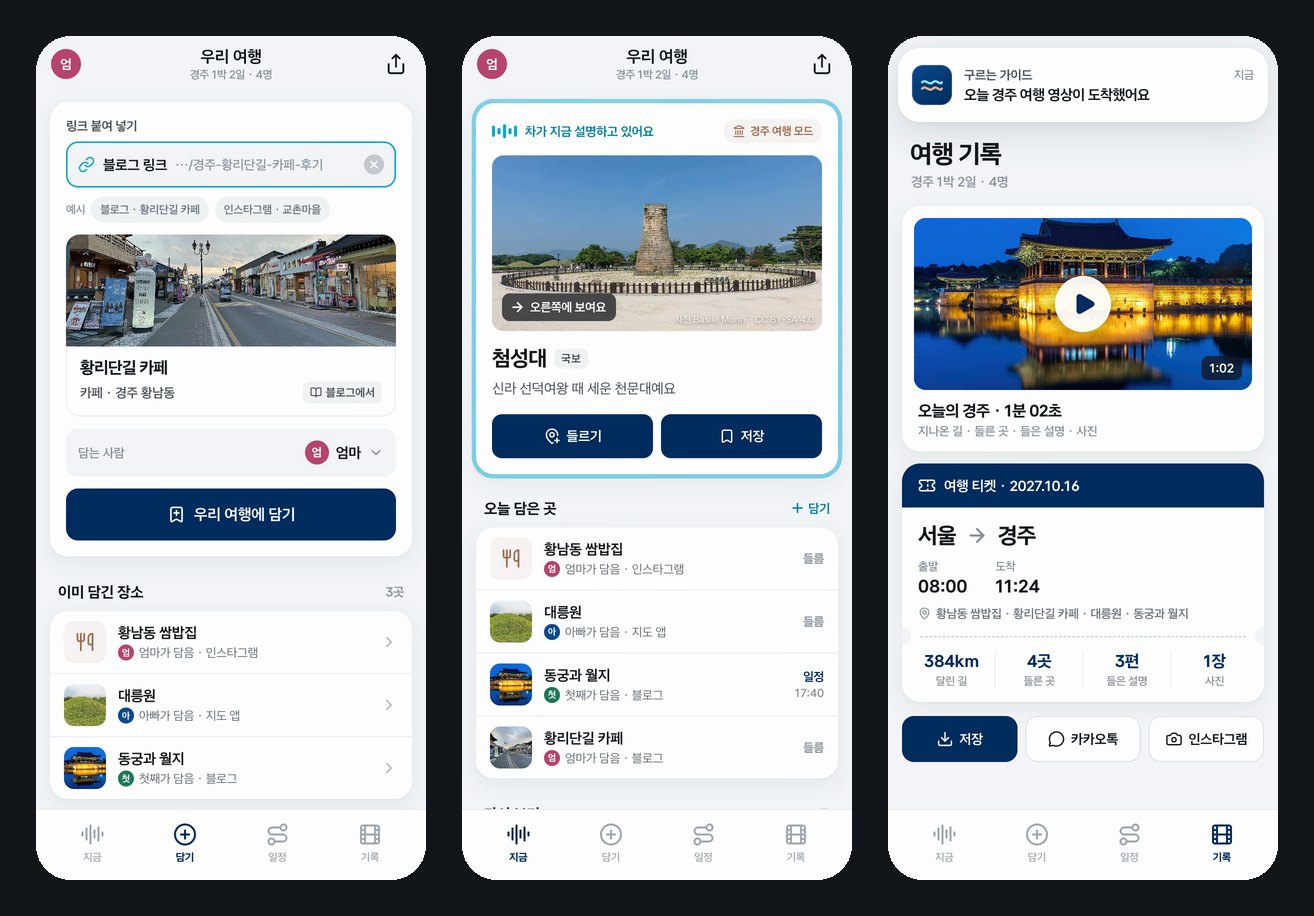 엄
우리 여행
경주 1박 2일 · 4명
링크 붙여 넣기
블로그 링크 ···/경주-황리단길-카페-후기
예시 블로그 · 황리단길 카페 인스타그램 · 교촌마을
황리단길 카페
카페 · 경주 황남동
블로그에서
담는 사람
엄 엄마
우리 여행에 담기
이미 담긴 장소 3곳
황남동 쌈밥집
엄 엄마가 담음 · 인스타그램
대릉원
아 아빠가 담음 · 지도 앱
동궁과 월지
첫 첫째가 담음 · 블로그
지금 담기 일정 기록
엄
우리 여행
경주 1박 2일 · 4명
차가 지금 설명하고 있어요
경주 여행 모드
오른쪽에 보여요
사진 Basile Morin · CC BY-SA 4.0
첨성대 국보
신라 선덕여왕 때 세운 천문대예요
들르기 저장
오늘 담은 곳 + 담기
황남동 쌈밥집
엄 엄마가 담음 · 인스타그램
들름
대릉원
아 아빠가 담음 · 지도 앱
들름
동궁과 월지
첫 첫째가 담음 · 블로그
일정
17:40
황리단길 카페
엄 엄마가 담음 · 블로그
들름
지금 담기 일정 기록
구르는 가이드 지금
오늘 경주 여행 영상이 도착했어요
여행 기록
경주 1박 2일 · 4명
1:02
오늘의 경주 · 1분 02초
지나온 길 · 들른 곳 · 들은 설명 · 사진
여행 티켓 · 2027.10.16
서울 → 경주
출발 도착
08:00 11:24
황남동 쌈밥집 · 황리단길 카페 · 대릉원 · 동궁과 월지
384km 4곳 3편 1장
달린 길 들른 곳 들은 설명 사진
저장 카카오톡 인스타그램
지금 담기 일정 기록